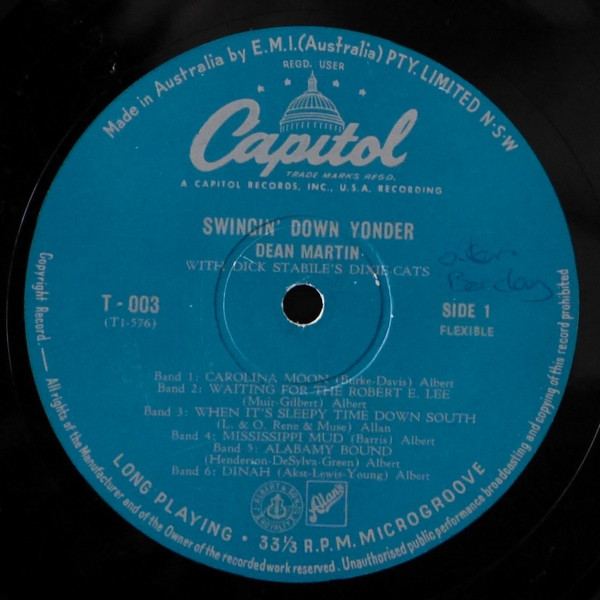 Made in Australia by E.M.I.(Australia) PTY. LIMITED N·S·W
REGD. USER
Capitol
TRADE MARKS REGD.
A CAPITOL RECORDS, INC., U.S.A. RECORDING
SWINGIN' DOWN YONDER
DEAN MARTIN
WITH DICK STABILE'S DIXIE-CATS
Barclay
T - 003
(T1-576)
SIDE 1
FLEXIBLE
Band 1: CAROLINA MOON (Burke-Davis) Albert
Band 2: WAITING FOR THE ROBERT E. LEE
(Muir-Gilbert) Albert
Band 3: WHEN IT'S SLEEPY TIME DOWN SOUTH
(L. & O. Rene & Muse) Allan
Band 4: MISSISSIPPI MUD (Barris) Albert
Band 5: ALABAMY BOUND
(Henderson-DeSylva-Green) Albert
Band 6: DINAH (Akst-Lewis-Young) Albert
Allans
LONG PLAYING · 33⅓ R.P.M. MICROGROOVE
Copyright Record. — All rights of the Manufacturer and of the Owner of the recorded work reserved. Unauthorised public performance broadcasting and copying of this record prohibited